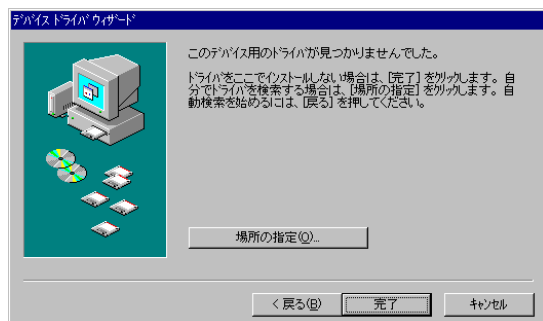 ﾃﾞﾊﾞｲｽ ﾄﾞﾗｲﾊﾞ ｳｨｻﾞｰﾄﾞ
このﾃﾞﾊﾞｲｽ用のﾄﾞﾗｲﾊﾞが見つかりませんでした。
ﾄﾞﾗｲﾊﾞをここでｲﾝｽﾄｰﾙしない場合は、[完了] をｸﾘｯｸします。自
分でﾄﾞﾗｲﾊﾞを検索する場合は、[場所の指定] をｸﾘｯｸします。自
動検索を始めるには、[戻る] を押してください。
場所の指定(O)...
< 戻る(B)
完了
ｷｬﾝｾﾙ